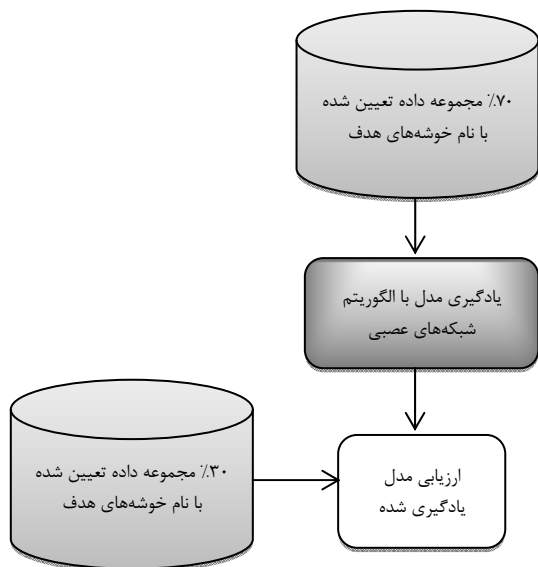 ۷۰٪ مجموعه داده تعیین شده
با نام خوشه‌های هدف
یادگیری مدل با الگوریتم
شبکه‌های عصبی
۳۰٪ مجموعه داده تعیین شده
با نام خوشه‌های هدف
ارزیابی مدل
یادگیری شده